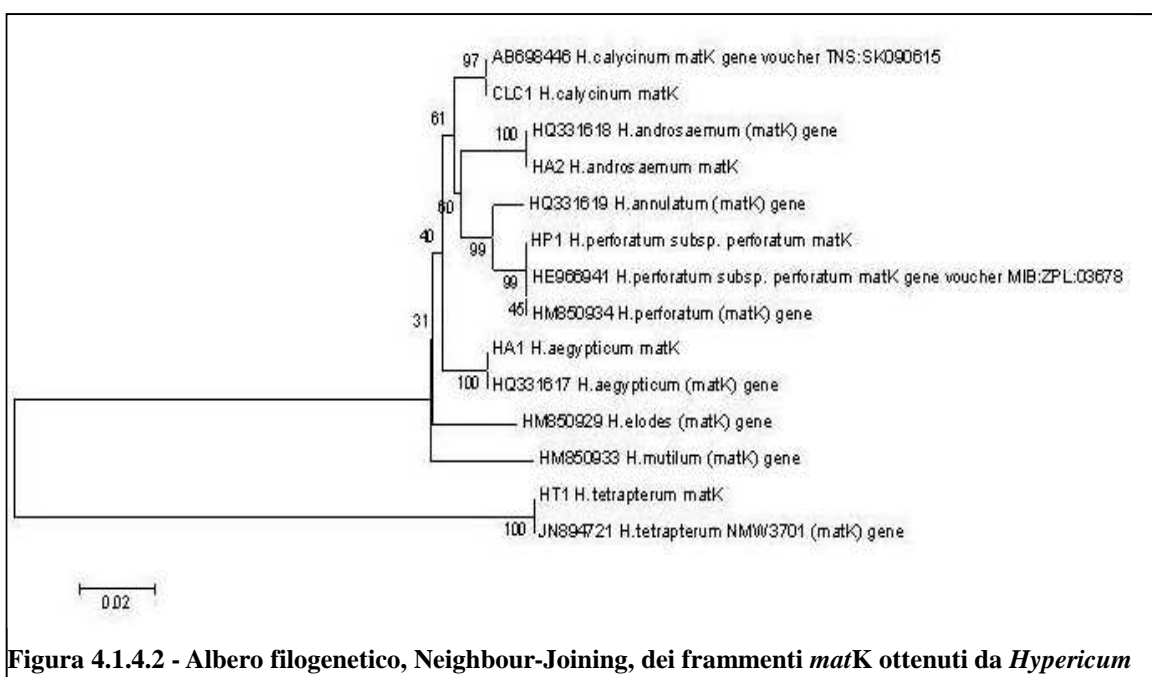 97 AB698446 H.calycinum matK gene voucher TNS:SK090615
CLC1 H.calycinum matK
61
100 HQ331618 H.androsaemum (matK) gene
HA2 H.androsaemum matK
60
HQ331619 H.annulatum (matK) gene
40
HP1 H.perforatum subsp. perforatum matK
99
99 HE966941 H.perforatum subsp. perforatum matK gene voucher MIB:ZPL:03678
45 HM850934 H.perforatum (matK) gene
31
HA1 H.aegypticum matK
100 HQ331617 H.aegypticum (matK) gene
HM850929 H.elodes (matK) gene
HM850933 H.mutilum (matK) gene
HT1 H.tetrapterum matK
100 JN894721 H.tetrapterum NMW3701 (matK) gene
0.02
Figura 4.1.4.2 - Albero filogenetico, Neighbour-Joining, dei frammenti matK ottenuti da Hypericum